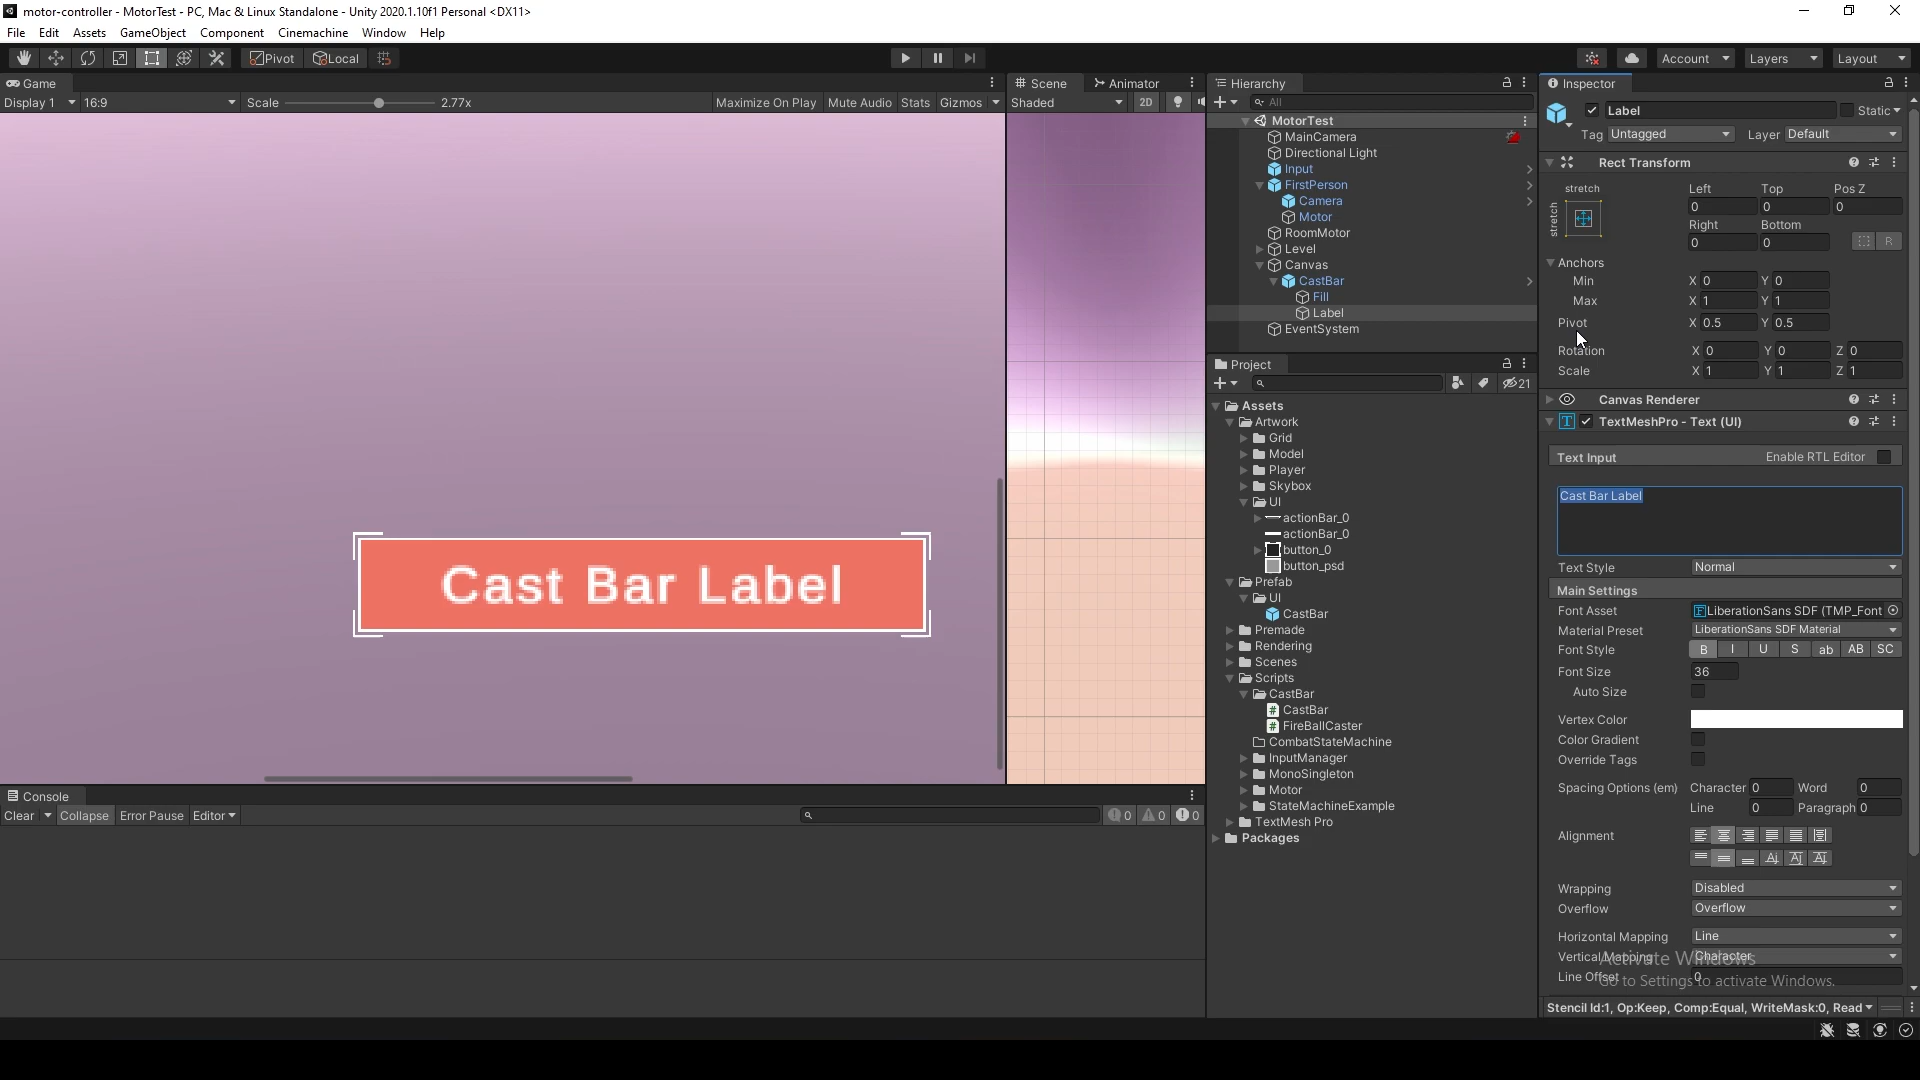 motor-controller - MotorTest - PC, Mac & Linux Standalone - Unity 2020.1.10f1 Personal <DX11>
File Edit Assets GameObject Component Cinemachine Window Help
Pivot Local Account Layers Layout
Game
Display 1 16:9 Scale 2.77x Maximize On Play Mute Audio Stats Gizmos
Cast Bar Label
Scene Animator
Shaded 2D
Console
Clear Collapse Error Pause Editor 0 0 0
Hierarchy
All
MotorTest
MainCamera
Directional Light
Input
FirstPerson
Camera
Motor
RoomMotor
Level
Canvas
CastBar
Fill
Label
EventSystem
Project
21
Assets
Artwork
Grid
Model
Player
Skybox
UI
actionBar_0
actionBar_0
button_0
button_psd
Prefab
UI
CastBar
Premade
Rendering
Scenes
Scripts
CastBar
CastBar
FireBallCaster
CombatStateMachine
InputManager
MonoSingleton
Motor
StateMachineExample
TextMesh Pro
Packages
Inspector
Label Static
Tag Untagged Layer Default
Rect Transform
stretch Left Top Pos Z
stretch 0 0 0
Right Bottom
0 0 R
Anchors
Min X 0 Y 0
Max X 1 Y 1
Pivot X 0.5 Y 0.5
Rotation X 0 Y 0 Z 0
Scale X 1 Y 1 Z 1
Canvas Renderer
TextMeshPro - Text (UI)
Text Input Enable RTL Editor
Cast Bar Label
Text Style Normal
Main Settings
Font Asset LiberationSans SDF (TMP_Font
Material Preset LiberationSans SDF Material
Font Style B I U S ab AB SC
Font Size 36
Auto Size
Vertex Color
Color Gradient
Override Tags
Spacing Options (em) Character 0 Word 0
Line 0 Paragraph 0
Alignment
Wrapping Disabled
Overflow Overflow
Horizontal Mapping Line
Vertical Mapping Character
Line Offset 0
Activate Windows
Go to Settings to activate Windows.
Stencil Id:1, Op:Keep, Comp:Equal, WriteMask:0, Read